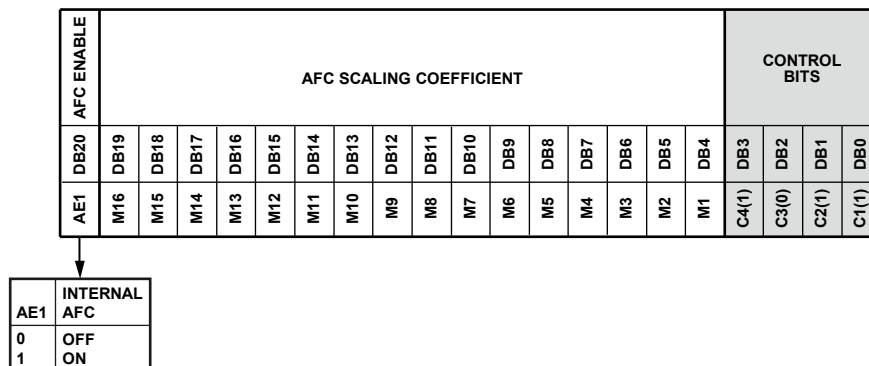 AFC ENABLE
AFC SCALING COEFFICIENT
CONTROL
BITS
DB20 DB19 DB18 DB17 DB16 DB15 DB14 DB13 DB12 DB11 DB10 DB9 DB8 DB7 DB6 DB5 DB4 DB3 DB2 DB1 DB0
AE1 M16 M15 M14 M13 M12 M11 M10 M9 M8 M7 M6 M5 M4 M3 M2 M1 C4(1) C3(0) C2(1) C1(1)
INTERNAL
AE1 AFC
0 OFF
1 ON